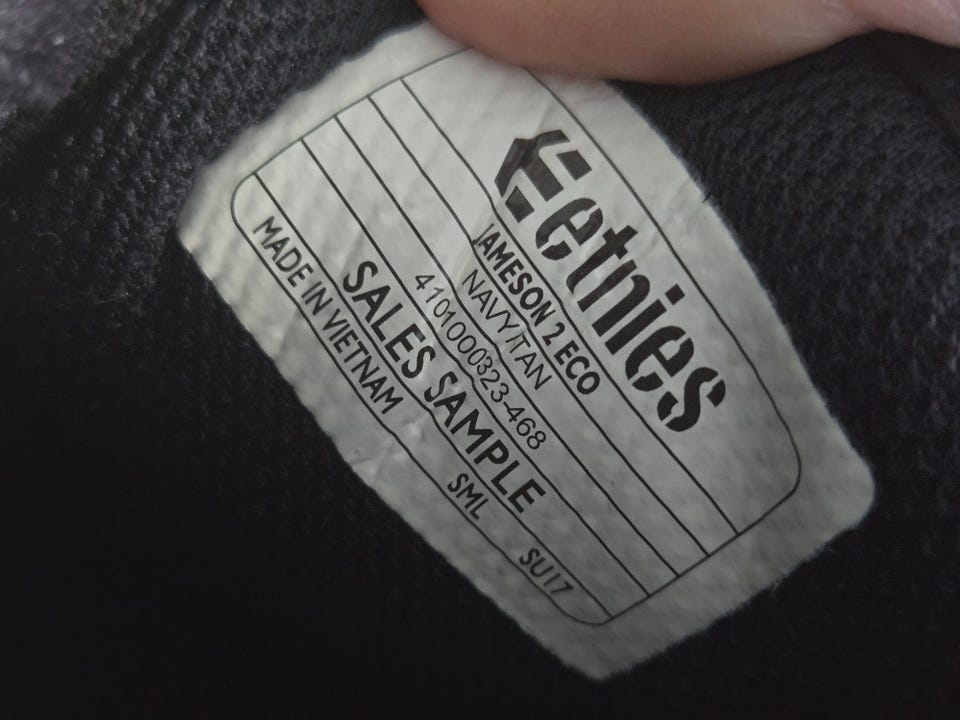 etnies
JAMESON 2 ECO
NAVY/TAN
4101000323-468
SALES SAMPLE
MADE IN VIETNAM SML SU17